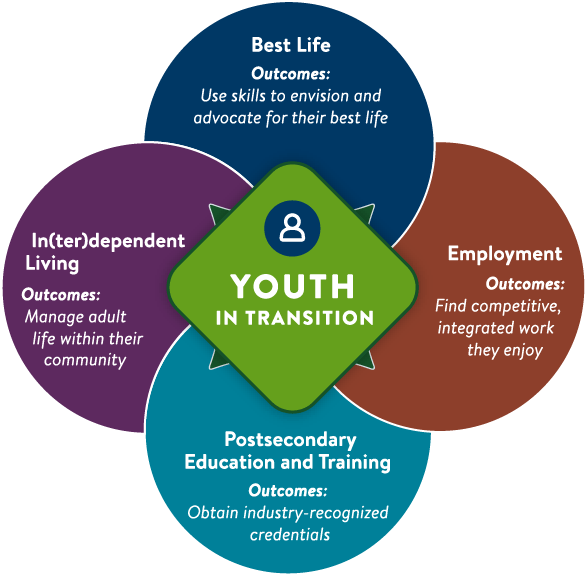 Best Life
Outcomes:
Use skills to envision and
advocate for their best life
In(ter)dependent
Living
Outcomes:
Manage adult
life within their
community
YOUTH
IN TRANSITION
Employment
Outcomes:
Find competitive,
integrated work
they enjoy
Postsecondary
Education and Training
Outcomes:
Obtain industry-recognized
credentials